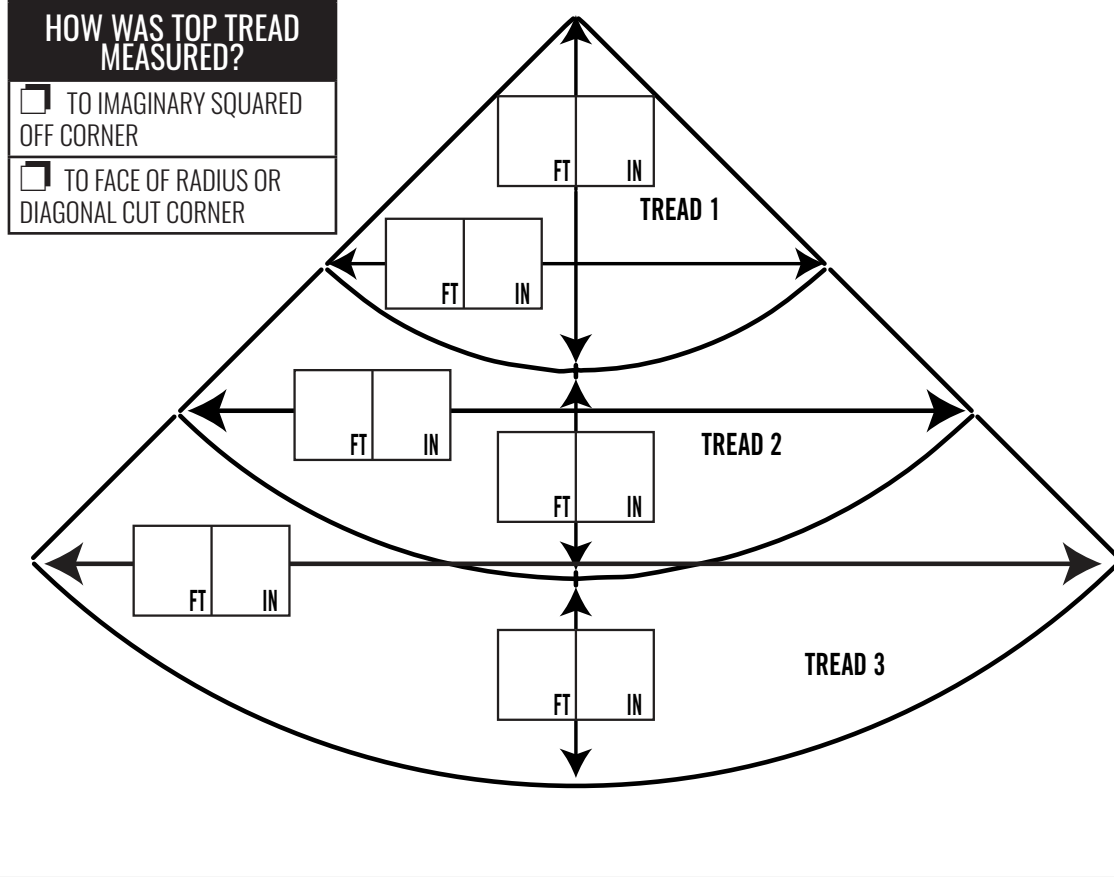 HOW WAS TOP TREAD
MEASURED?
TO IMAGINARY SQUARED
OFF CORNER
TO FACE OF RADIUS OR
DIAGONAL CUT CORNER
FT IN
TREAD 1
FT IN
FT IN
TREAD 2
FT IN
FT IN
TREAD 3
FT IN